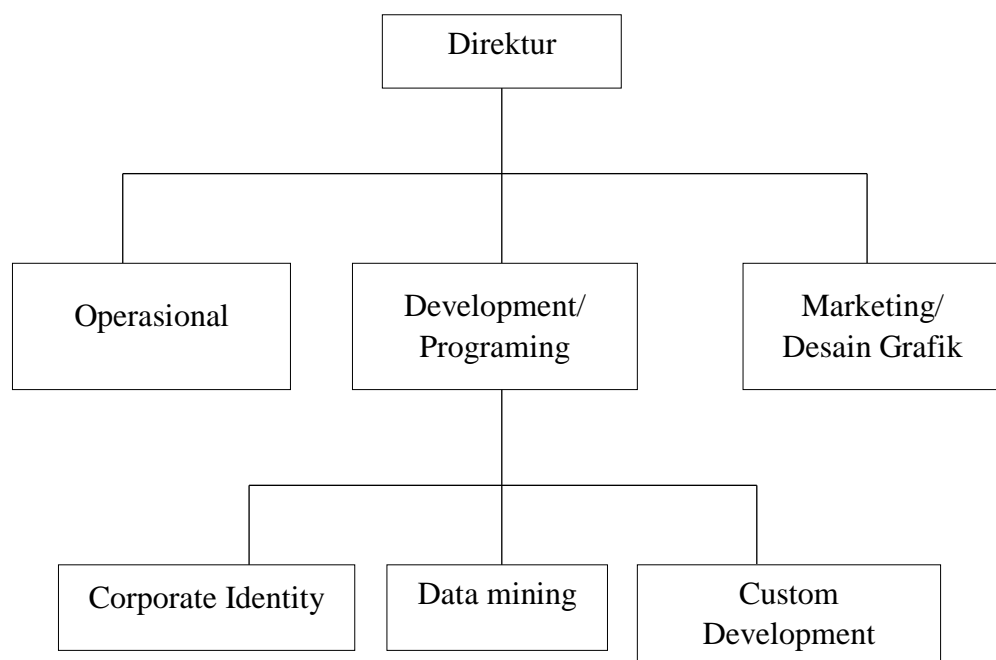 Direktur
Operasional
Development/
Programing
Marketing/
Desain Grafik
Corporate Identity
Data mining
Custom
Development